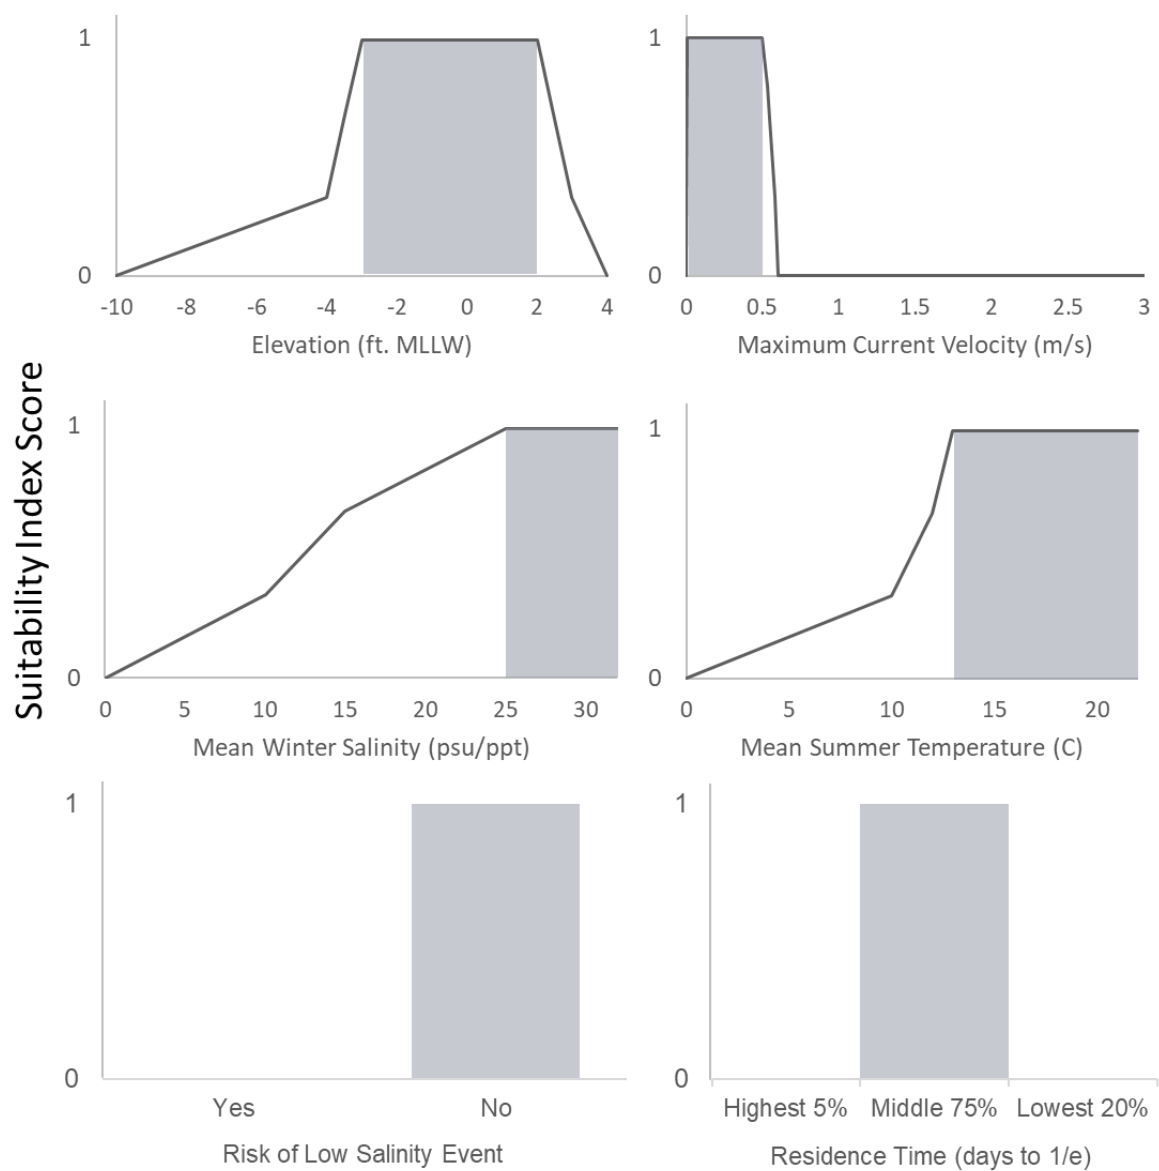 Suitability Index Score
1
0
-10 -8 -6 -4 -2 0 2 4
Elevation (ft. MLLW)
1
0
0 0.5 1 1.5 2 2.5 3
Maximum Current Velocity (m/s)
1
0
0 5 10 15 20 25 30
Mean Winter Salinity (psu/ppt)
1
0
0 5 10 15 20
Mean Summer Temperature (C)
1
0
Yes No
Risk of Low Salinity Event
1
0
Highest 5% Middle 75% Lowest 20%
Residence Time (days to 1/e)